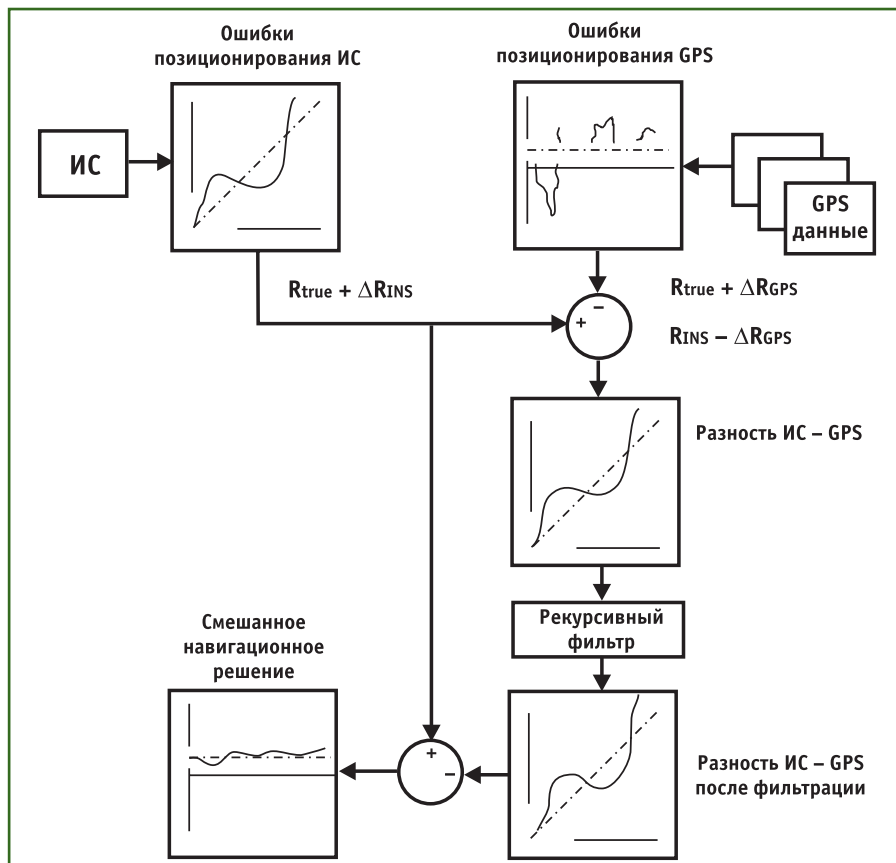 Ошибки
позиционирования ИС
Ошибки
позиционирования GPS
ИС
GPS
данные
Rtrue + ΔRINS
Rtrue + ΔRGPS
RINS – ΔRGPS
+
–
Разность ИС – GPS
Рекурсивный
фильтр
Смешанное
навигационное
решение
+
–
Разность ИС – GPS
после фильтрации